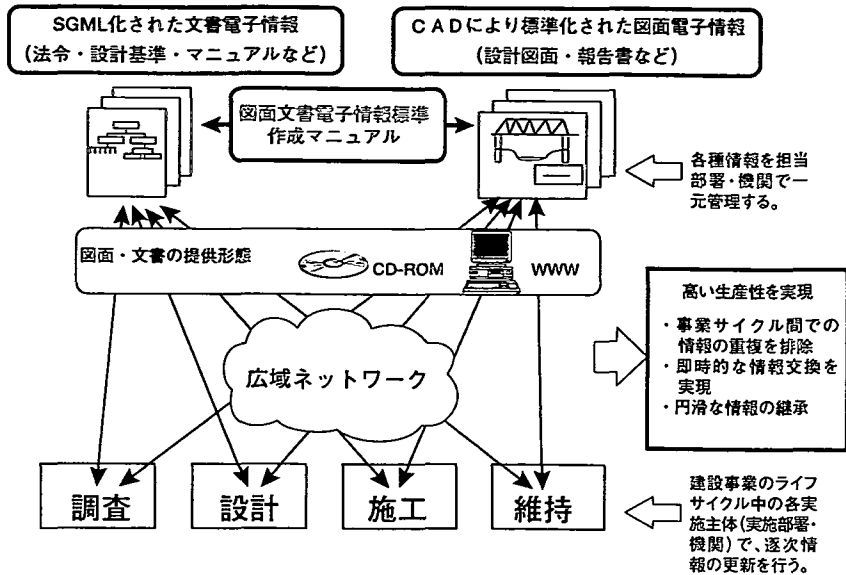 SGML化された文書電子情報
(法令・設計基準・マニュアルなど)
CADにより標準化された図面電子情報
(設計図面・報告書など)
図面文書電子情報標準
作成マニュアル
各種情報を担当
部署・機関で一
元管理する。
図面・文書の提供形態
CD-ROM
WWW
高い生産性を実現
・事業サイクル間での
情報の重複を排除
・即時的な情報交換を
実現
・円滑な情報の継承
広域ネットワーク
調査
設計
施工
維持
建設事業のライフ
サイクル中の各実
施主体(実施部署・
機関)で、逐次情
報の更新を行う。